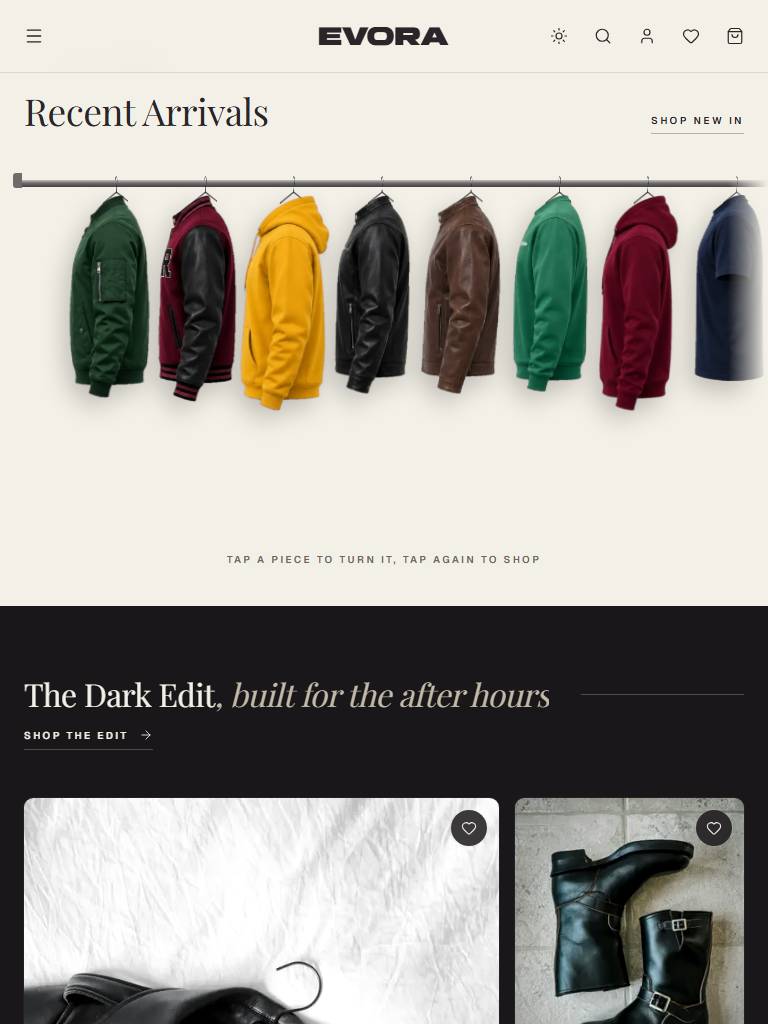 EVORA
Recent Arrivals
SHOP NEW IN
R
TAP A PIECE TO TURN IT, TAP AGAIN TO SHOP
The Dark Edit, built for the after hours
SHOP THE EDIT